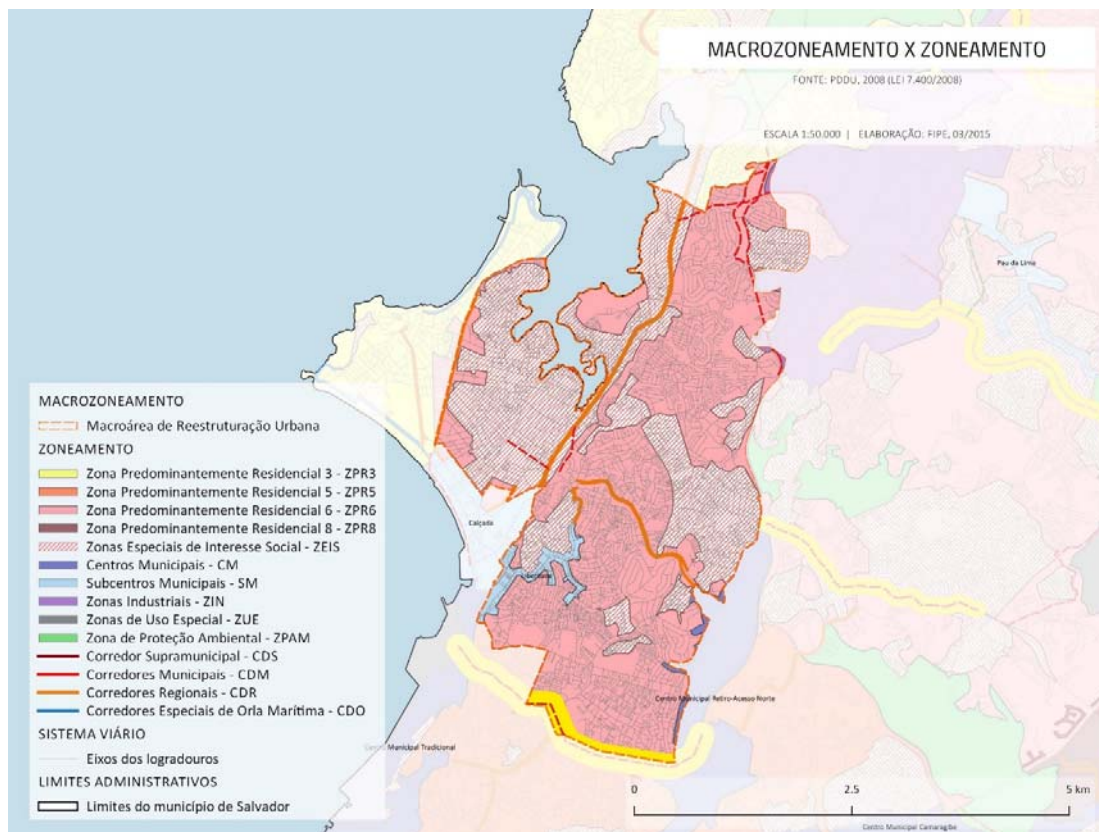 MACROZONEAMENTO X ZONEAMENTO
FONTE: PDDU, 2008 (LEI 7.400/2008)
ESCALA 1:50.000 | ELABORAÇÃO: FIPE, 03/2015
Pau da Lima
MACROZONEAMENTO
Macroárea de Reestruturação Urbana
ZONEAMENTO
Zona Predominantemente Residencial 3 - ZPR3
Zona Predominantemente Residencial 5 - ZPR5
Zona Predominantemente Residencial 6 - ZPR6
Zona Predominantemente Residencial 8 - ZPR8
Zonas Especiais de Interesse Social - ZEIS
Centros Municipais - CM
Subcentros Municipais - SM
Zonas Industriais - ZIN
Zonas de Uso Especial - ZUE
Zona de Proteção Ambiental - ZPAM
Corredor Supramunicipal - CDS
Corredores Municipais - CDM
Corredores Regionais - CDR
Corredores Especiais de Orla Marítima - CDO
SISTEMA VIÁRIO
Eixos dos logradouros
LIMITES ADMINISTRATIVOS
Limites do município de Salvador
Calçada
Centro Municipal Retiro-Acesso Norte
Municipal Tradicional
0 2.5 5 km
Centro Municipal Camaragibe